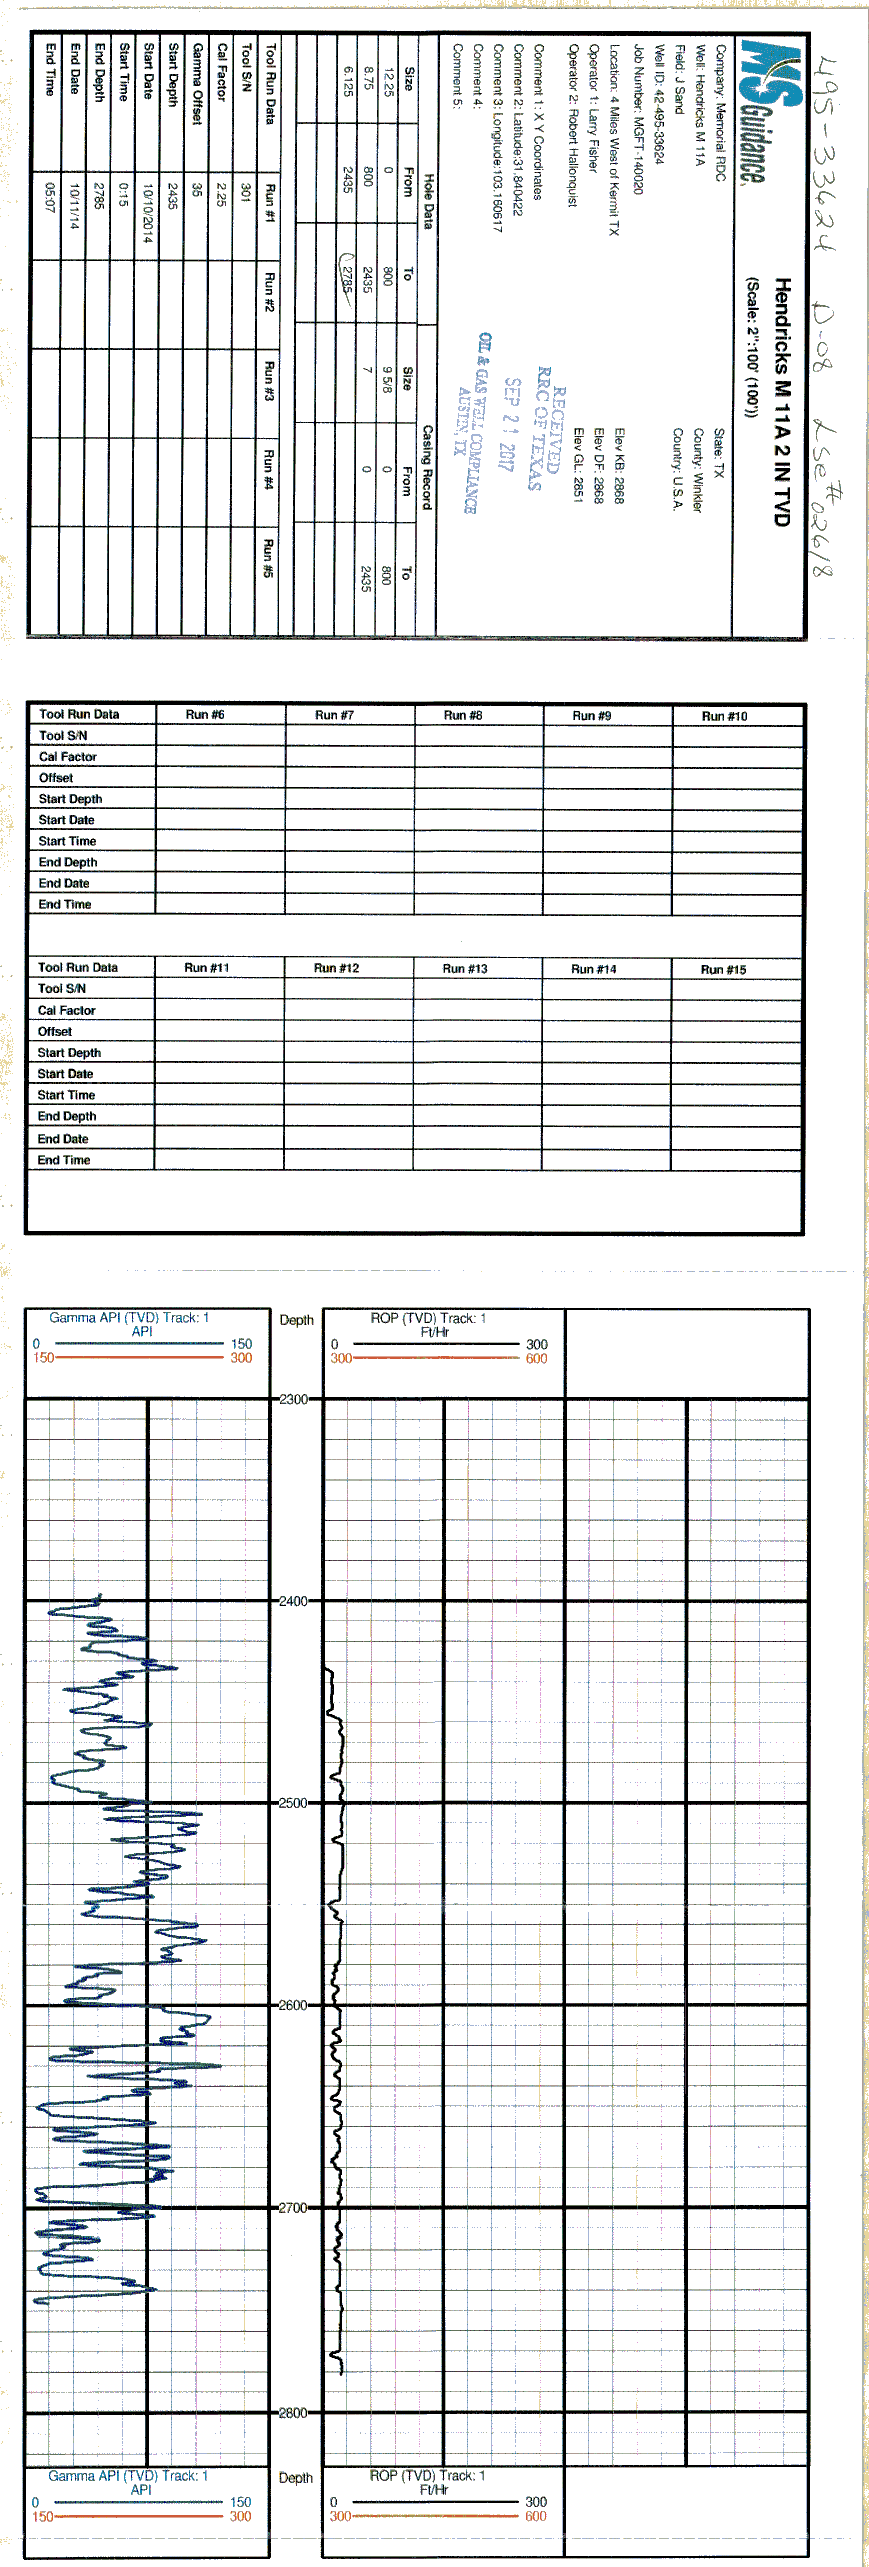 495-33624 D-08 LSE# 02618
MS Guidance
Hendricks M 11A 2 IN TVD
(Scale: 2":100' (100'))
Company: Memorial RDC
State: TX
Well: Hendricks M 11A
County: Winkler
Field: J Sand
Country: U.S.A.
Well ID: 42-495-33624
Job Number: MGFT-140020
Location: 4 Miles West of Kermit TX
Elev KB: 2868
Operator 1: Larry Fisher
Elev DF: 2868
Operator 2: Robert Hallonquist
Elev GL: 2851
Comment 1: X Y Coordinates
Comment 2: Latitude:31.840422
Comment 3: Longitude:103.160617
Comment 4:
Comment 5:
RECEIVED
RRC OF TEXAS
SEP 21 2017
OIL & GAS WELL COMPLIANCE
AUSTIN, TX
Hole Data Casing Record
Size From To Size From To
12.25 0 800 9 5/8 0 800
8.75 800 2435 7 0 2435
6.125 2435 2785
Tool Run Data Run #1 Run #2 Run #3 Run #4 Run #5
Tool S/N 301
Cal Factor 2.25
Gamma Offset 35
Start Depth 2435
Start Date 10/10/2014
Start Time 0:15
End Depth 2785
End Date 10/11/14
End Time 05:07
Tool Run Data Run #6 Run #7 Run #8 Run #9 Run #10
Tool S/N
Cal Factor
Offset
Start Depth
Start Date
Start Time
End Depth
End Date
End Time
Tool Run Data Run #11 Run #12 Run #13 Run #14 Run #15
Tool S/N
Cal Factor
Offset
Start Depth
Start Date
Start Time
End Depth
End Date
End Time
Gamma API (TVD) Track: 1 Depth ROP (TVD) Track: 1
API Ft/Hr
0 150 0 300
150 300 300 600
2300
2400
2500
2600
2700
2800
Gamma API (TVD) Track: 1 Depth ROP (TVD) Track: 1
API Ft/Hr
0 150 0 300
150 300 300 600